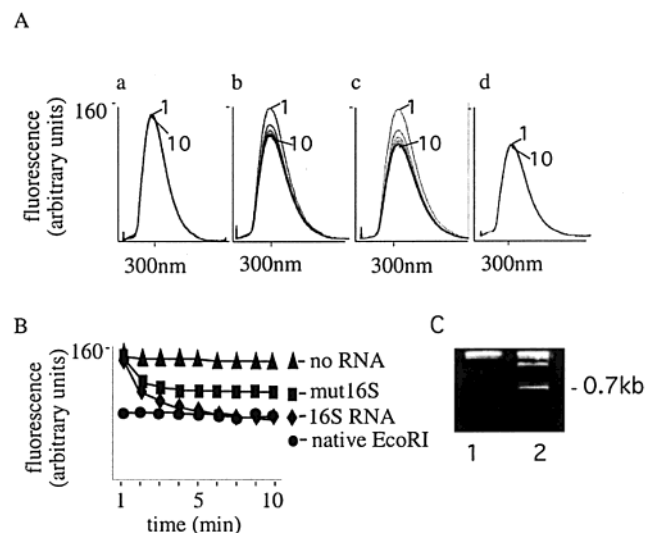 A
a b c d
fluorescence
(arbitrary units)
160
1
10
1
10
1
10
1
10
300nm 300nm 300nm 300nm
B
fluorescence
(arbitrary units)
160
no RNA
mut16S
16S RNA
native EcoRI
1 5 10
time (min)
C
- 0.7kb
1 2